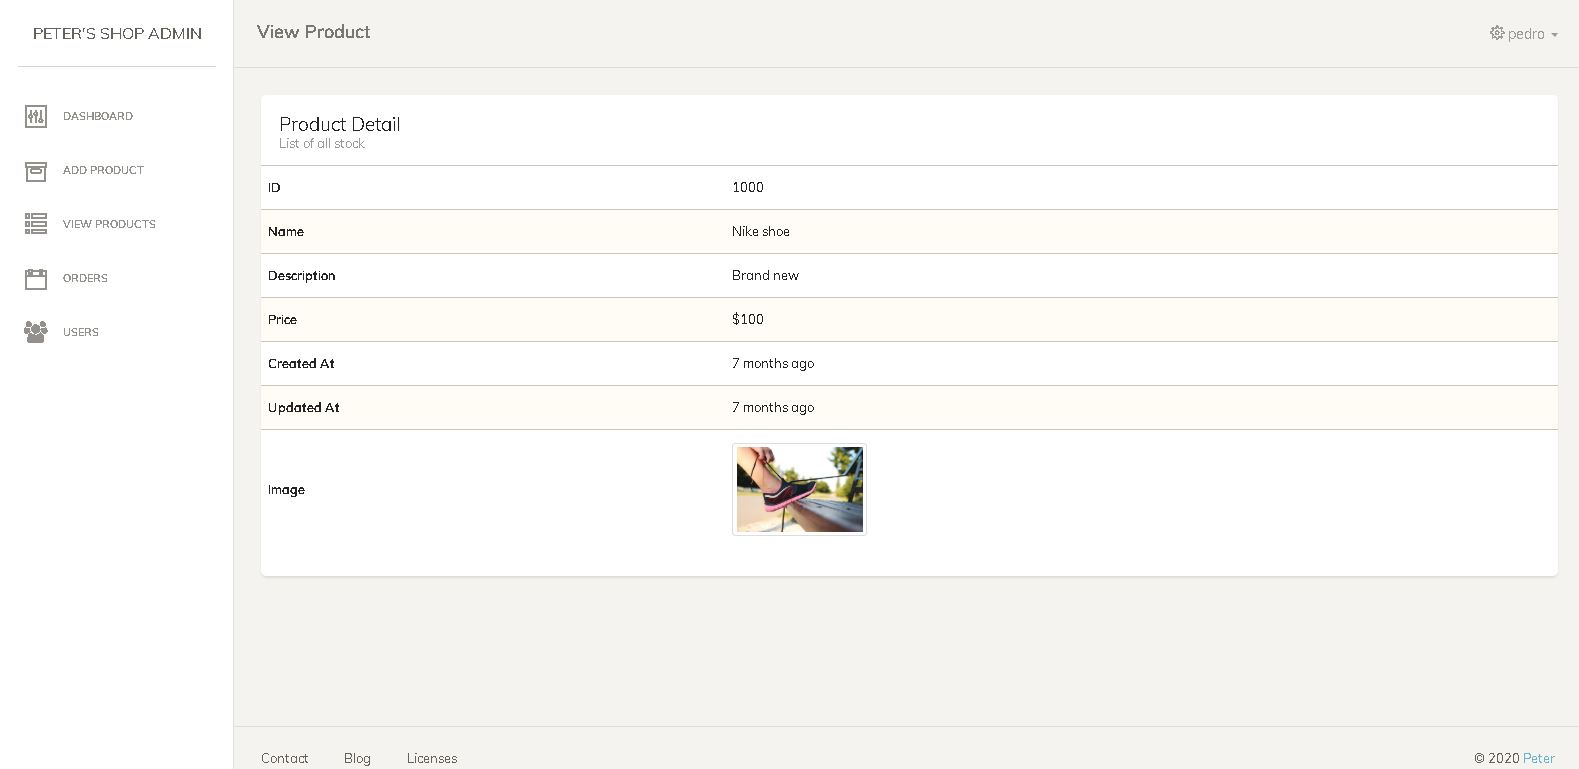 PETER'S SHOP ADMIN
View Product
pedro
DASHBOARD
ADD PRODUCT
VIEW PRODUCTS
ORDERS
USERS
Product Detail
List of all stock
ID 1000
Name Nike shoe
Description Brand new
Price $100
Created At 7 months ago
Updated At 7 months ago
Image
Contact Blog Licenses
© 2020 Peter